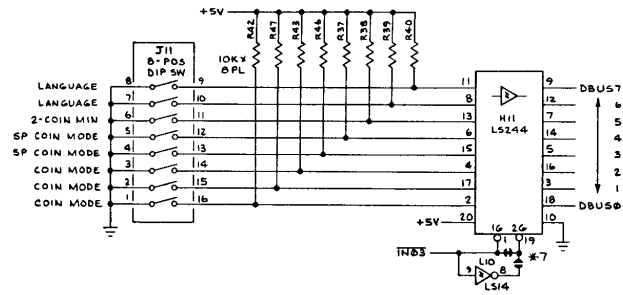 +5V
R42 R47 R43 R46 R37 R38 R39 R40
J11
8-POS
DIP SW
10K x
8 PL
LANGUAGE 8 9 11 9 DBUS7
LANGUAGE 7 10 8 12 6
2-COIN MIN 6 11 13 7 5
SP COIN MODE 5 12 6 14 4
SP COIN MODE 4 13 15 5 3
COIN MODE 3 14 4 16 2
COIN MODE 2 15 17 3 1
COIN MODE 1 16 2 18 DBUSØ
H11
LS244
+5V 20 10
1G 2G
1 19
IN03
*7
L10
9 8
LS14